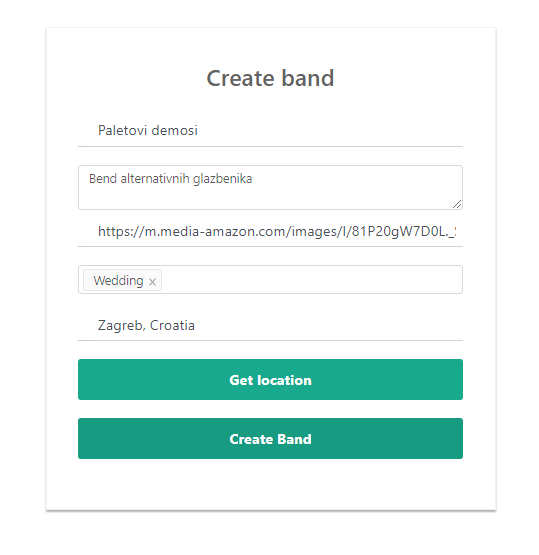 Create band
Paletovi demosi
Bend alternativnih glazbenika
https://m.media-amazon.com/images/I/81P20gW7D0L._
Wedding x
Zagreb, Croatia
Get location
Create Band